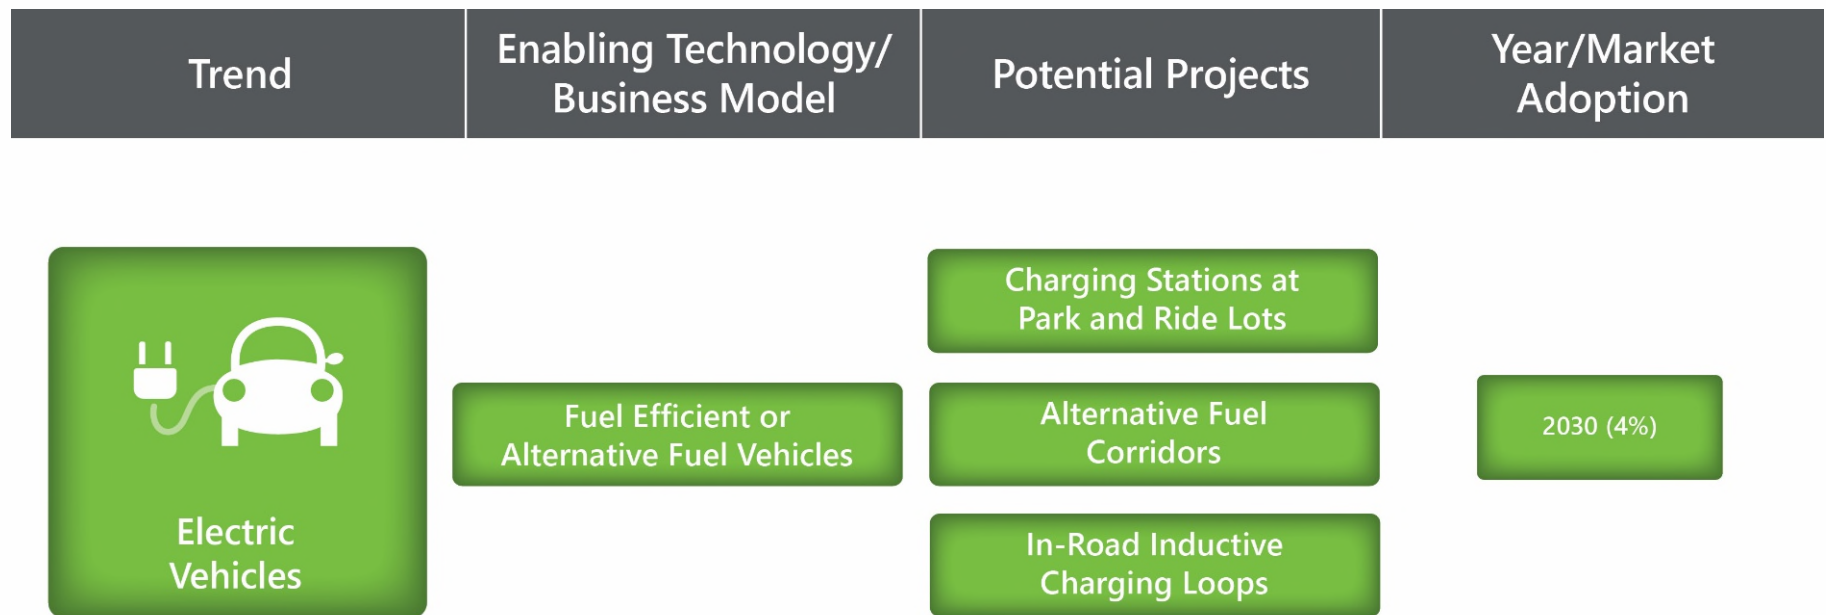 Trend
Enabling Technology/
Business Model
Potential Projects
Year/Market
Adoption
Electric
Vehicles
Fuel Efficient or
Alternative Fuel Vehicles
Charging Stations at
Park and Ride Lots
Alternative Fuel
Corridors
In-Road Inductive
Charging Loops
2030 (4%)